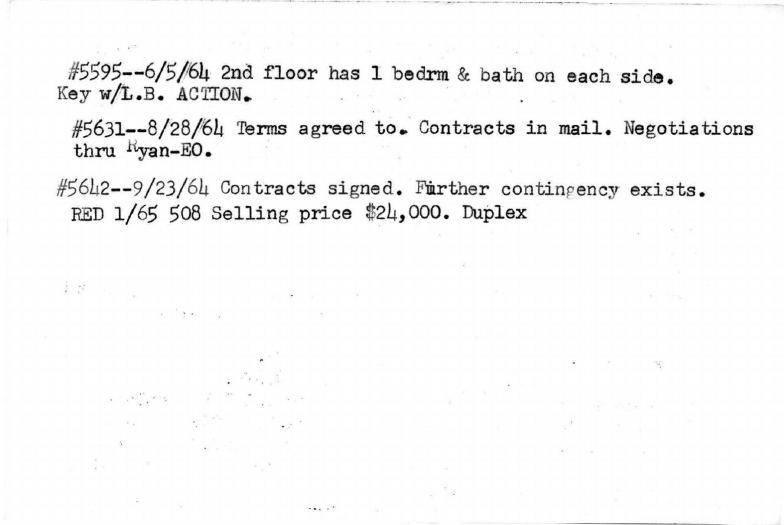 #5595--6/5/64 2nd floor has 1 bedrm & bath on each side.
Key w/L.B. ACTION.
#5631--8/28/64 Terms agreed to. Contracts in mail. Negotiations
thru Ryan-EO.
#5642--9/23/64 Contracts signed. Further contingency exists.
RED 1/65 508 Selling price $24,000. Duplex